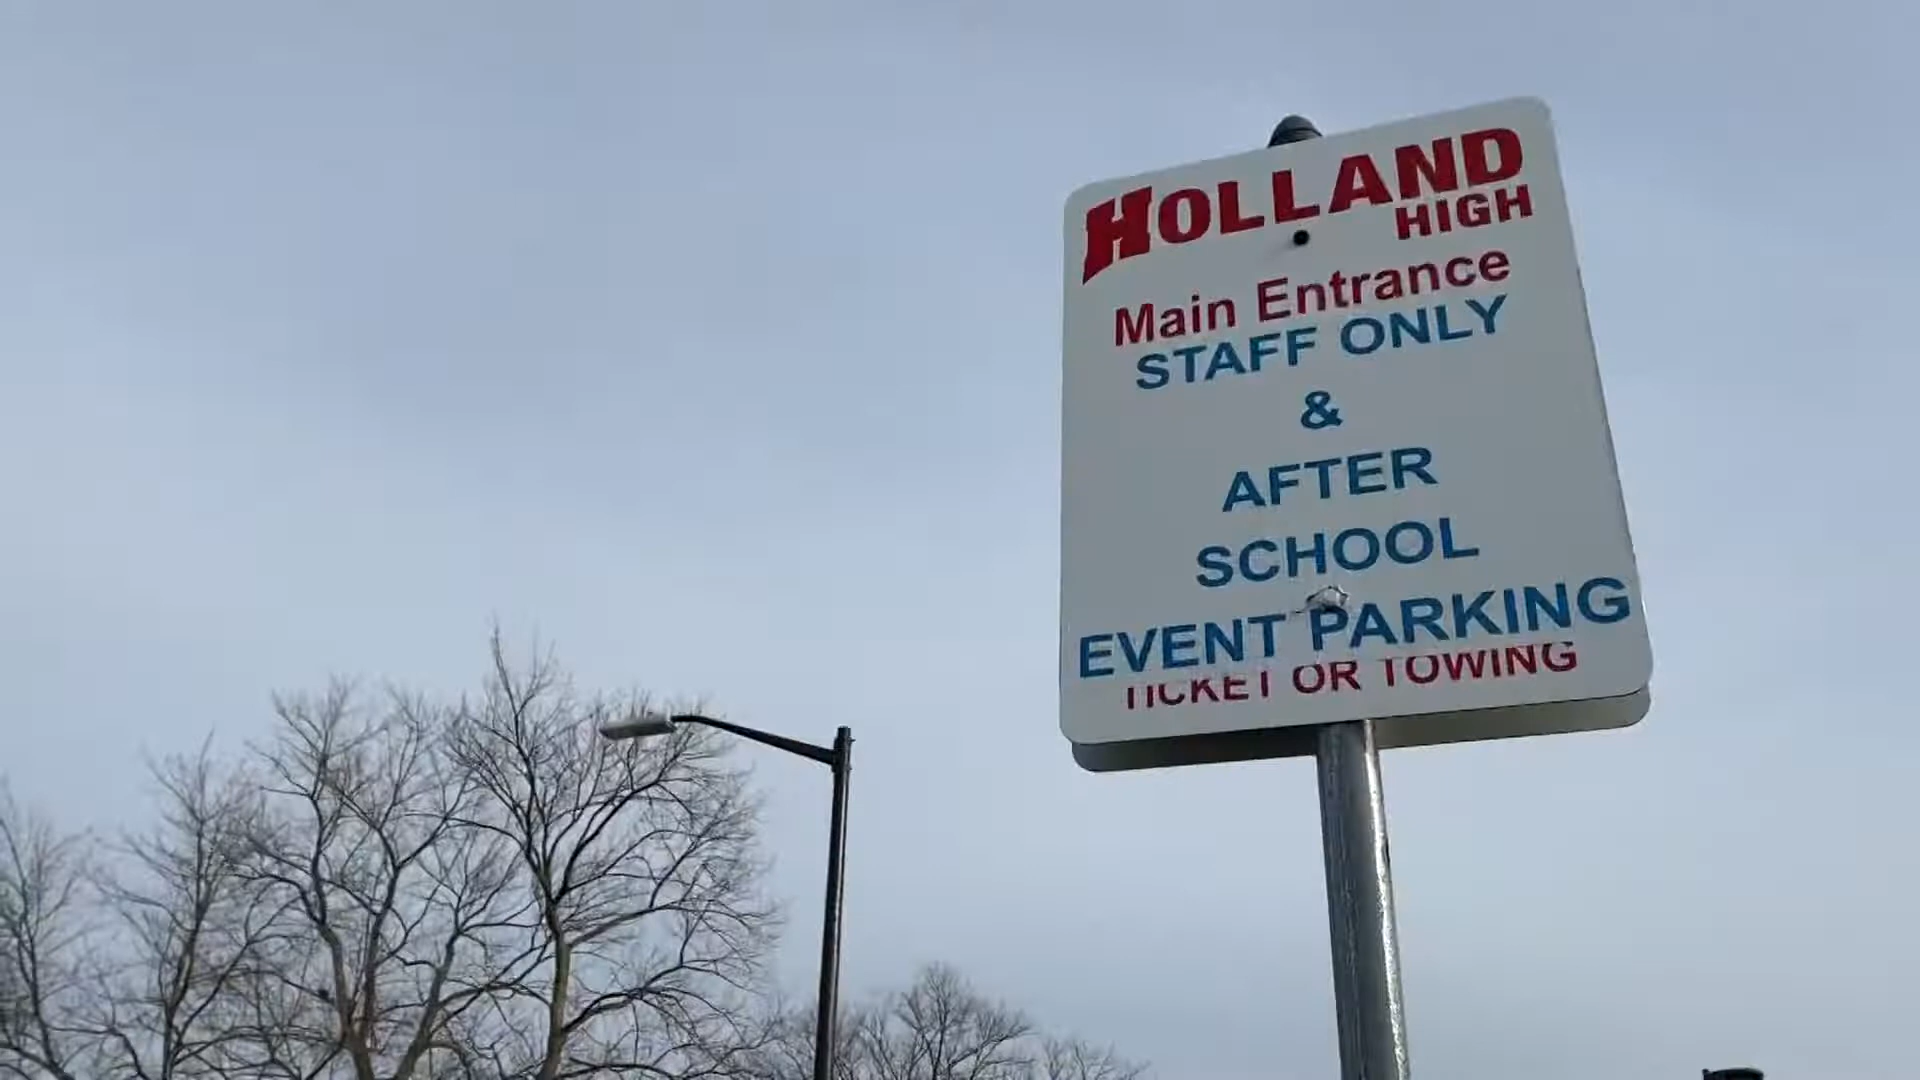 HOLLAND
HIGH
Main Entrance
STAFF ONLY
&
AFTER
SCHOOL
EVENT PARKING
TICKET OR TOWING